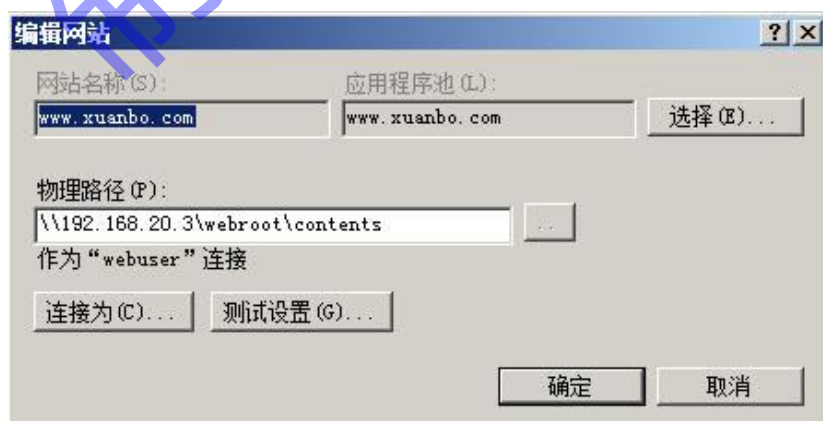 编辑网站
网站名称(S): 应用程序池(L):
www.xuanbo.com www.xuanbo.com 选择(E)...
物理路径(P):
\\192.168.20.3\webroot\contents ..
作为“webuser”连接
连接为(C)... 测试设置(G)...
确定 取消